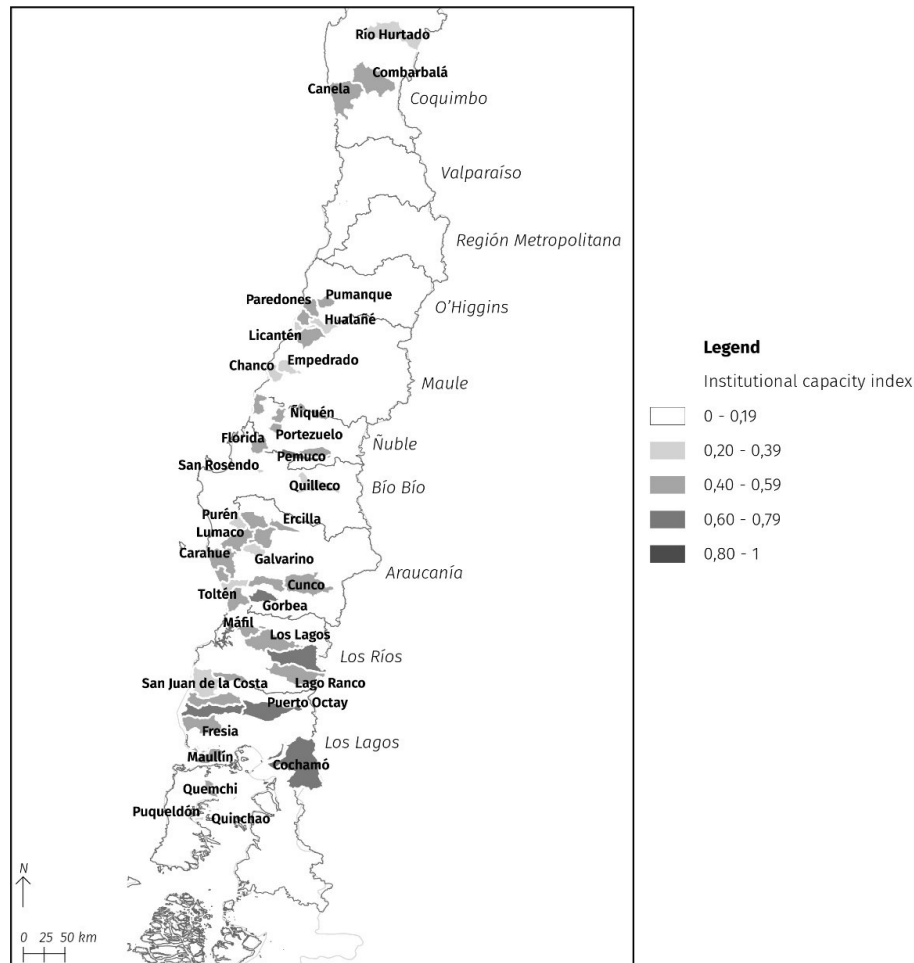 Río Hurtado
Combarbalá
Canela
Coquimbo
Valparaíso
Región Metropolitana
Paredones
Pumanque
O'Higgins
Hualañé
Licantén
Chanco
Empedrado
Maule
Ñiquén
Portezuelo
Florida
Ñuble
Pemuco
San Rosendo
Quilleco
Bío Bío
Purén
Ercilla
Lumaco
Carahue
Galvarino
Araucanía
Cunco
Toltén
Gorbea
Máfil
Los Lagos
Los Ríos
San Juan de la Costa
Lago Ranco
Puerto Octay
Fresia
Los Lagos
Maullín
Cochamó
Quemchi
Puqueldón
Quinchao
N
0 25 50 km
Legend
Institutional capacity index
0 - 0,19
0,20 - 0,39
0,40 - 0,59
0,60 - 0,79
0,80 - 1